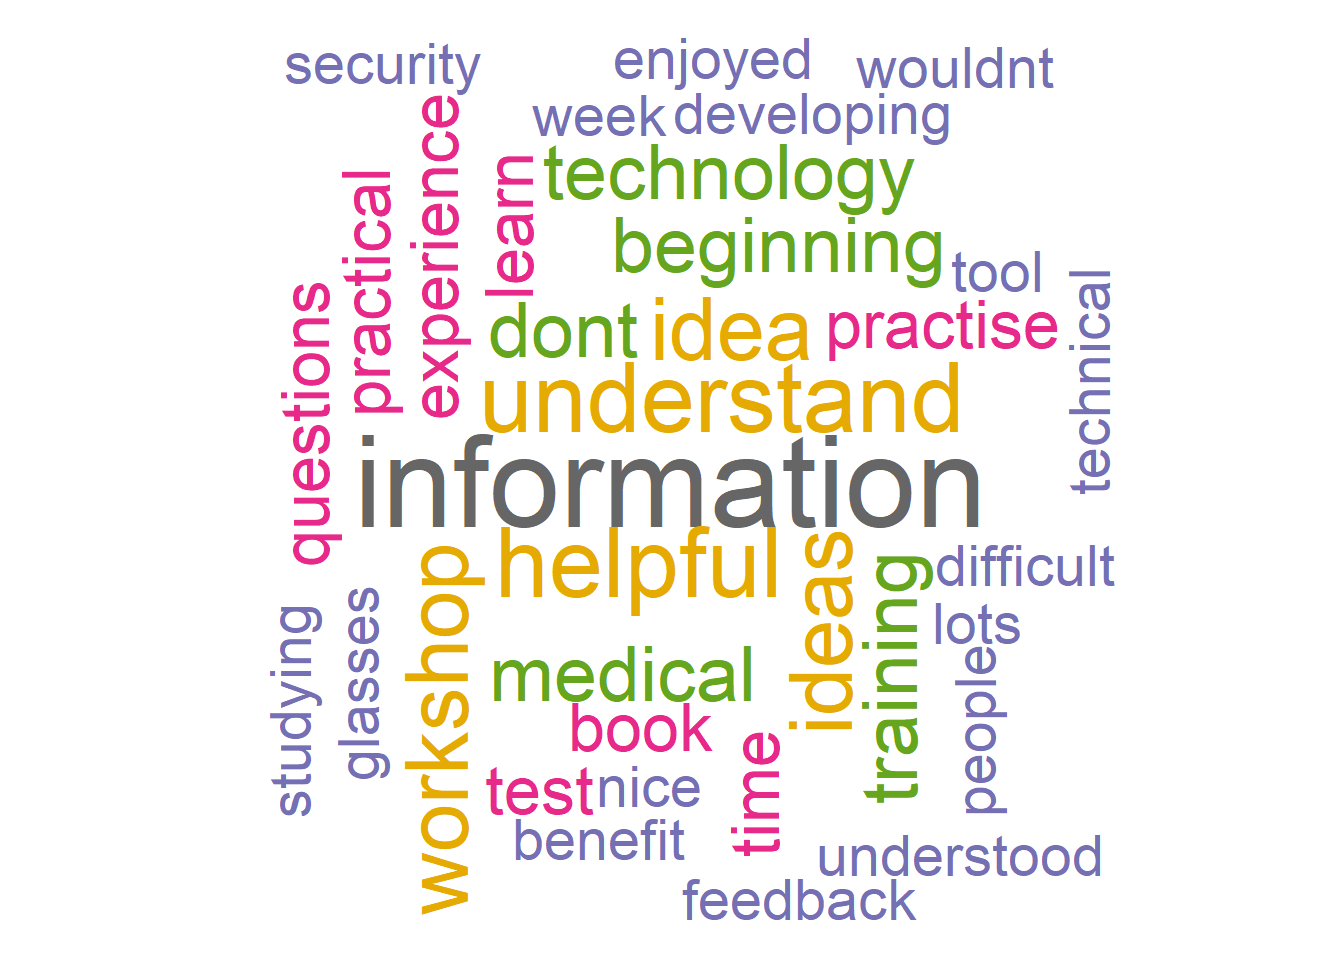 security
enjoyed
wouldnt
week
developing
experience
practical
learn
technology
beginning
tool
technical
questions
dont
idea
practise
understand
information
helpful
ideas
difficult
workshop
training
lots
studying
glasses
medical
people
book
time
test
nice
benefit
understood
feedback